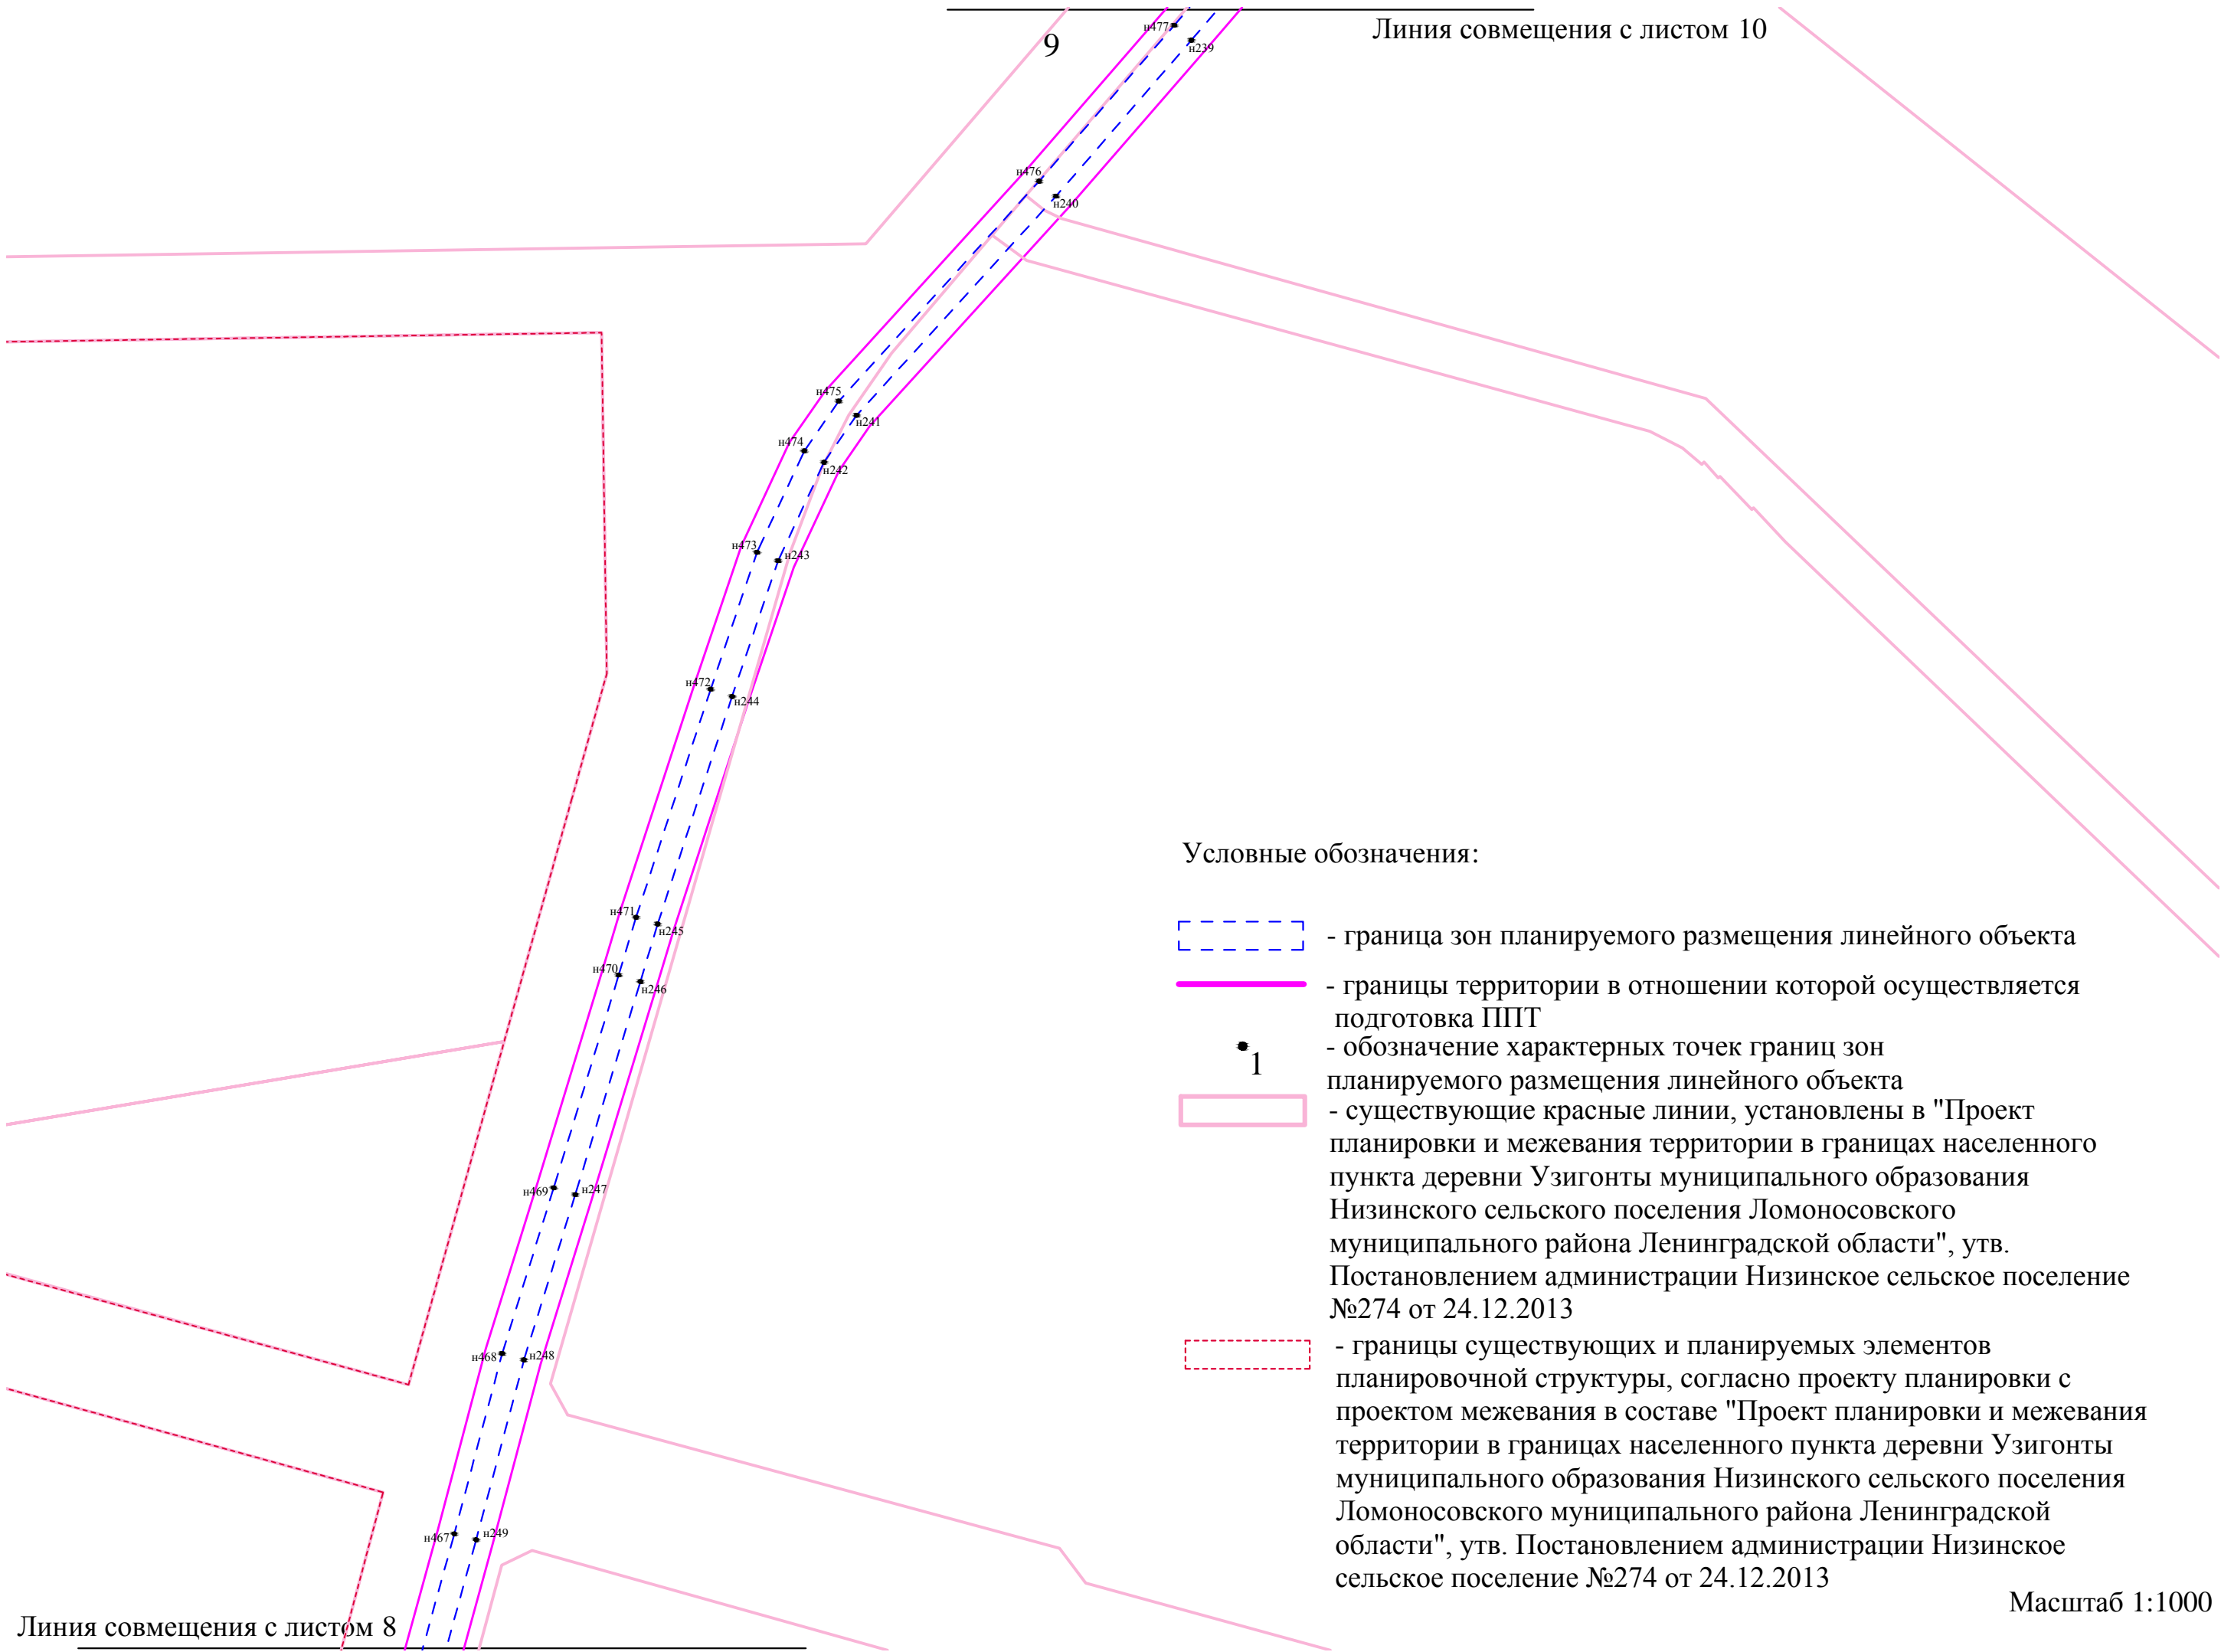 н477
Линия совмещения с листом 10
9
н239
н476
н240
н475
н241
н474
н242
н473
н243
н472
н244
н471
н245
н470
н246
н469
н247
н468
н248
н467
н249
Условные обозначения:
- граница зон планируемого размещения линейного объекта
- границы территории в отношении которой осуществляется
подготовка ППТ
- обозначение характерных точек границ зон
1
планируемого размещения линейного объекта
- существующие красные линии, установлены в "Проект
планировки и межевания территории в границах населенного
пункта деревни Узигонты муниципального образования
Низинского сельского поселения Ломоносовского
муниципального района Ленинградской области", утв.
Постановлением администрации Низинское сельское поселение
№274 от 24.12.2013
- границы существующих и планируемых элементов
планировочной структуры, согласно проекту планировки с
проектом межевания в составе "Проект планировки и межевания
территории в границах населенного пункта деревни Узигонты
муниципального образования Низинского сельского поселения
Ломоносовского муниципального района Ленинградской
области", утв. Постановлением администрации Низинское
сельское поселение №274 от 24.12.2013
Масштаб 1:1000
Линия совмещения с листом 8